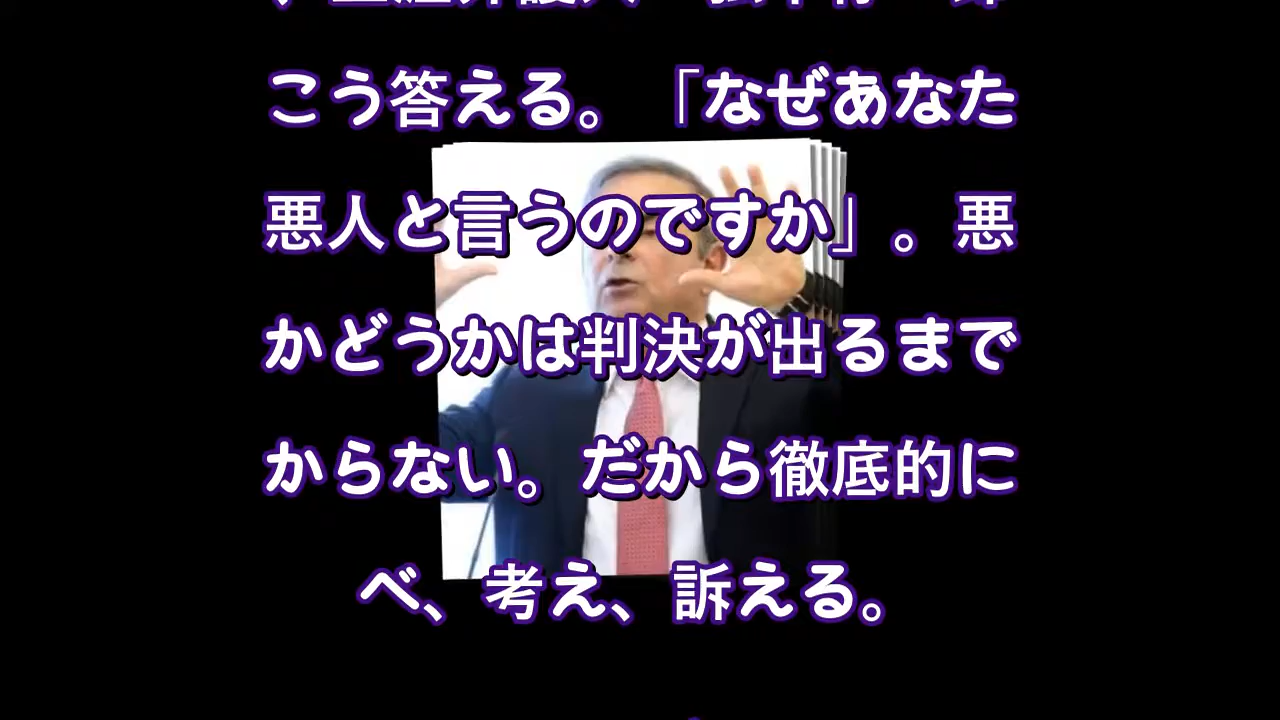 こう答える。「なぜあなた
悪人と言うのですか」。悪
かどうかは判決が出るまで
からない。だから徹底的に
べ、考え、訴える。